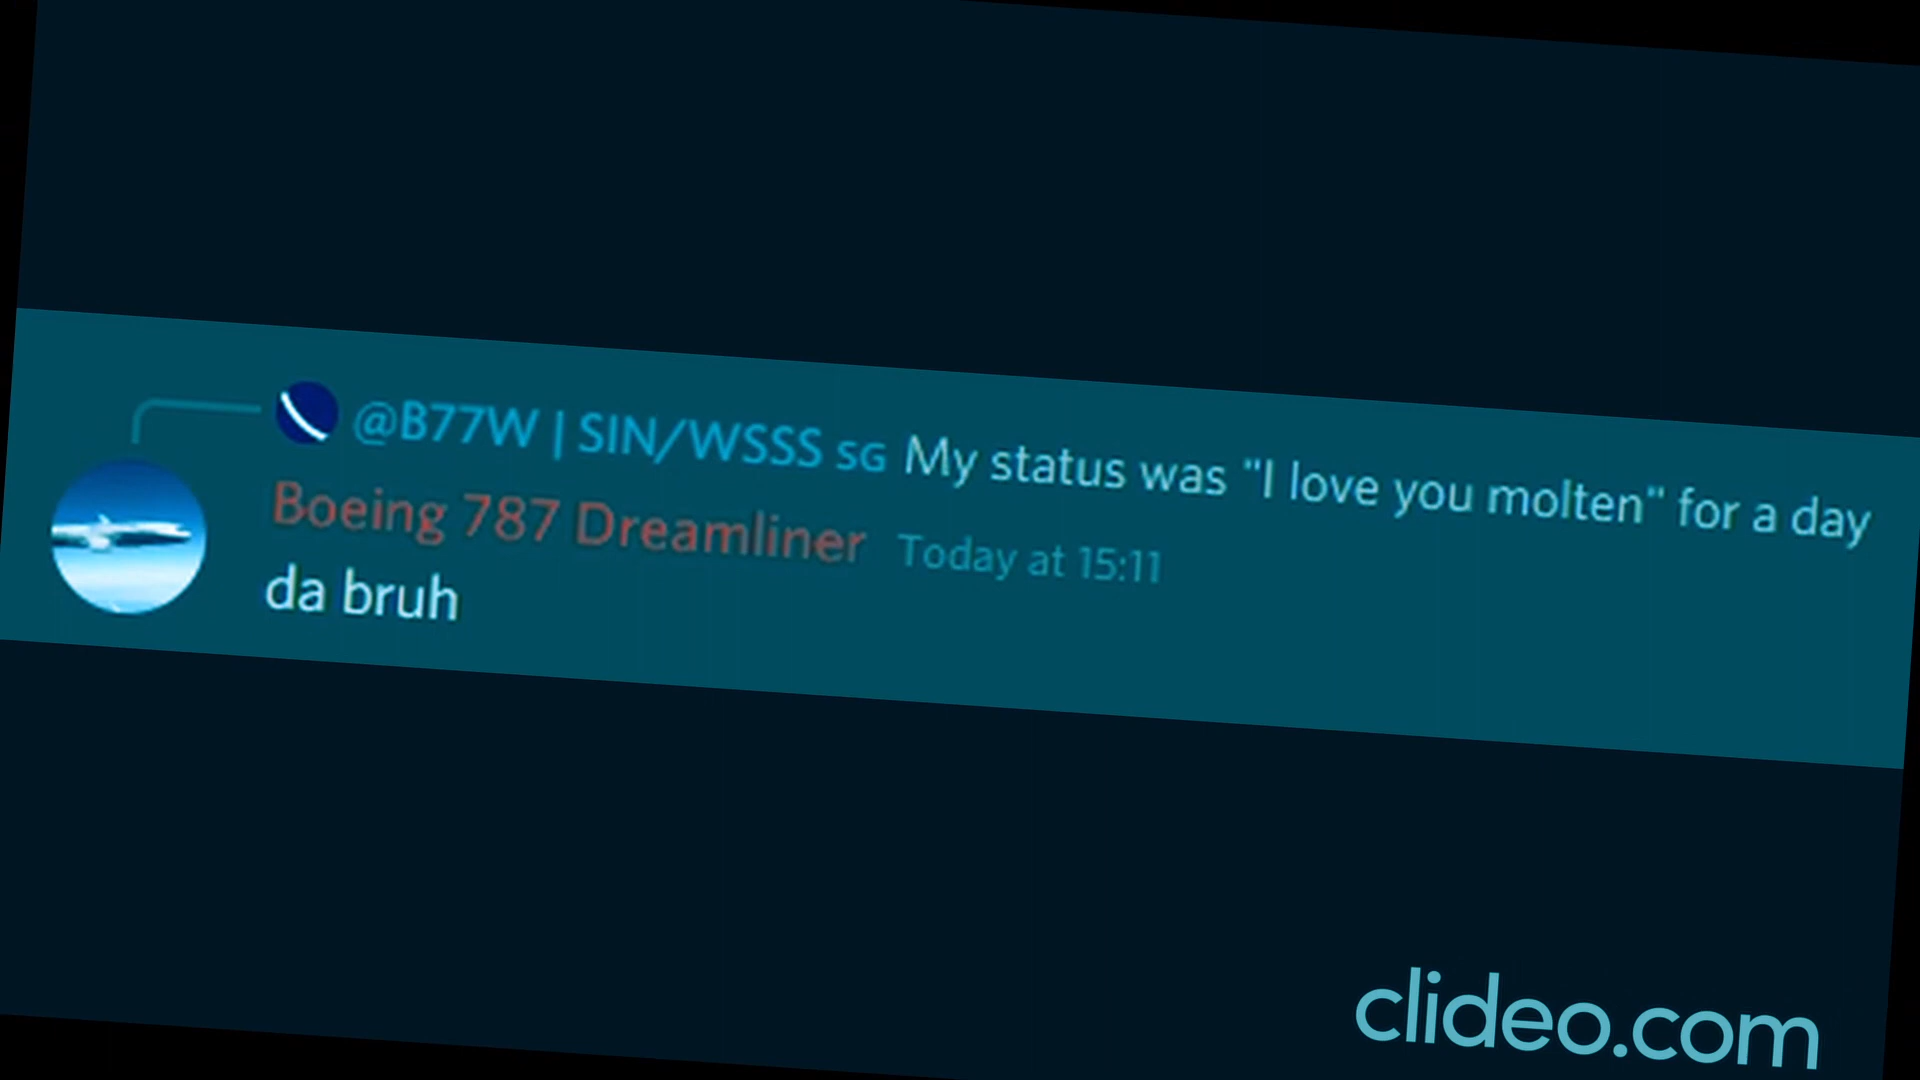 @B77W | SIN/WSSS SG My status was "I love you molten" for a day
Boeing 787 Dreamliner Today at 15:11
da bruh
clideo.com